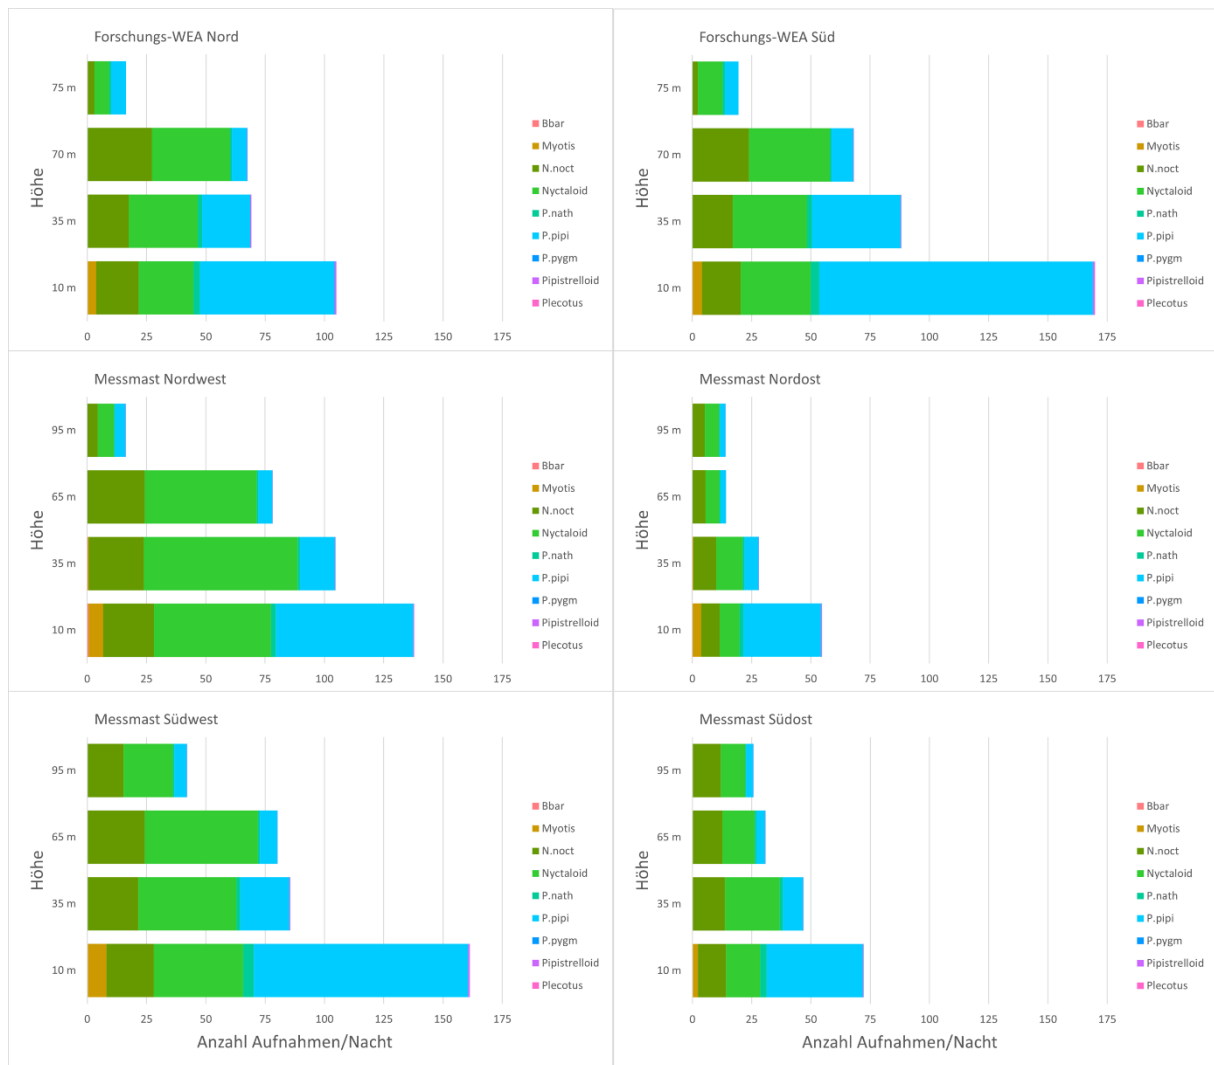 Forschungs-WEA Nord
Höhe
75 m
70 m
35 m
10 m
0 25 50 75 100 125 150 175
Bbar
Myotis
N.noct
Nyctaloid
P.nath
P.pipi
P.pygm
Pipistrelloid
Plecotus
Forschungs-WEA Süd
Höhe
75 m
70 m
35 m
10 m
0 25 50 75 100 125 150 175
Bbar
Myotis
N.noct
Nyctaloid
P.nath
P.pipi
P.pygm
Pipistrelloid
Plecotus
Messmast Nordwest
Höhe
95 m
65 m
35 m
10 m
0 25 50 75 100 125 150 175
Bbar
Myotis
N.noct
Nyctaloid
P.nath
P.pipi
P.pygm
Pipistrelloid
Plecotus
Messmast Nordost
Höhe
95 m
65 m
35 m
10 m
0 25 50 75 100 125 150 175
Bbar
Myotis
N.noct
Nyctaloid
P.nath
P.pipi
P.pygm
Pipistrelloid
Plecotus
Messmast Südwest
Höhe
95 m
65 m
35 m
10 m
0 25 50 75 100 125 150 175
Anzahl Aufnahmen/Nacht
Bbar
Myotis
N.noct
Nyctaloid
P.nath
P.pipi
P.pygm
Pipistrelloid
Plecotus
Messmast Südost
Höhe
95 m
65 m
35 m
10 m
0 25 50 75 100 125 150 175
Anzahl Aufnahmen/Nacht
Bbar
Myotis
N.noct
Nyctaloid
P.nath
P.pipi
P.pygm
Pipistrelloid
Plecotus